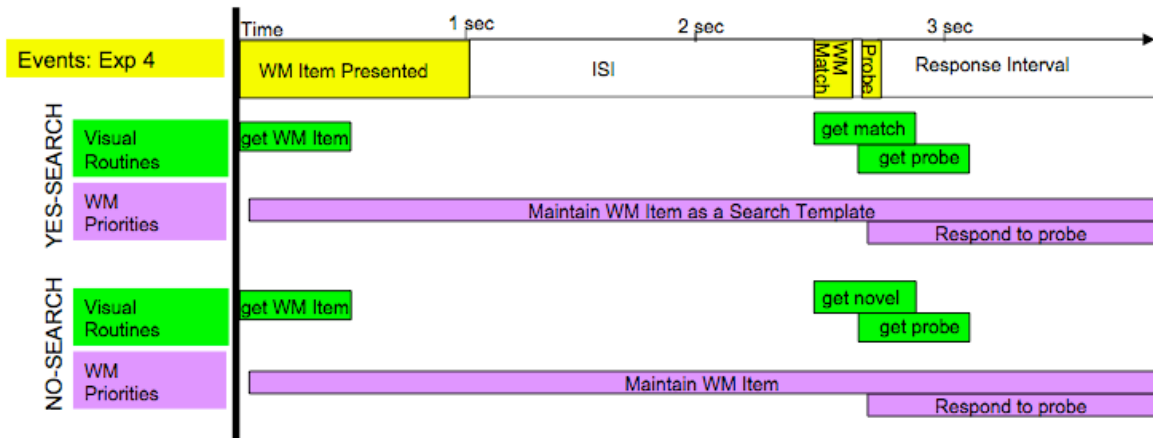 Time
1 sec
2 sec
3 sec
Events: Exp 4
WM Item Presented
ISI
WM
Match
Probe
Response Interval
YES-SEARCH
Visual
Routines
get WM Item
get match
get probe
WM
Priorities
Maintain WM Item as a Search Template
Respond to probe
NO-SEARCH
Visual
Routines
get WM Item
get novel
get probe
WM
Priorities
Maintain WM Item
Respond to probe